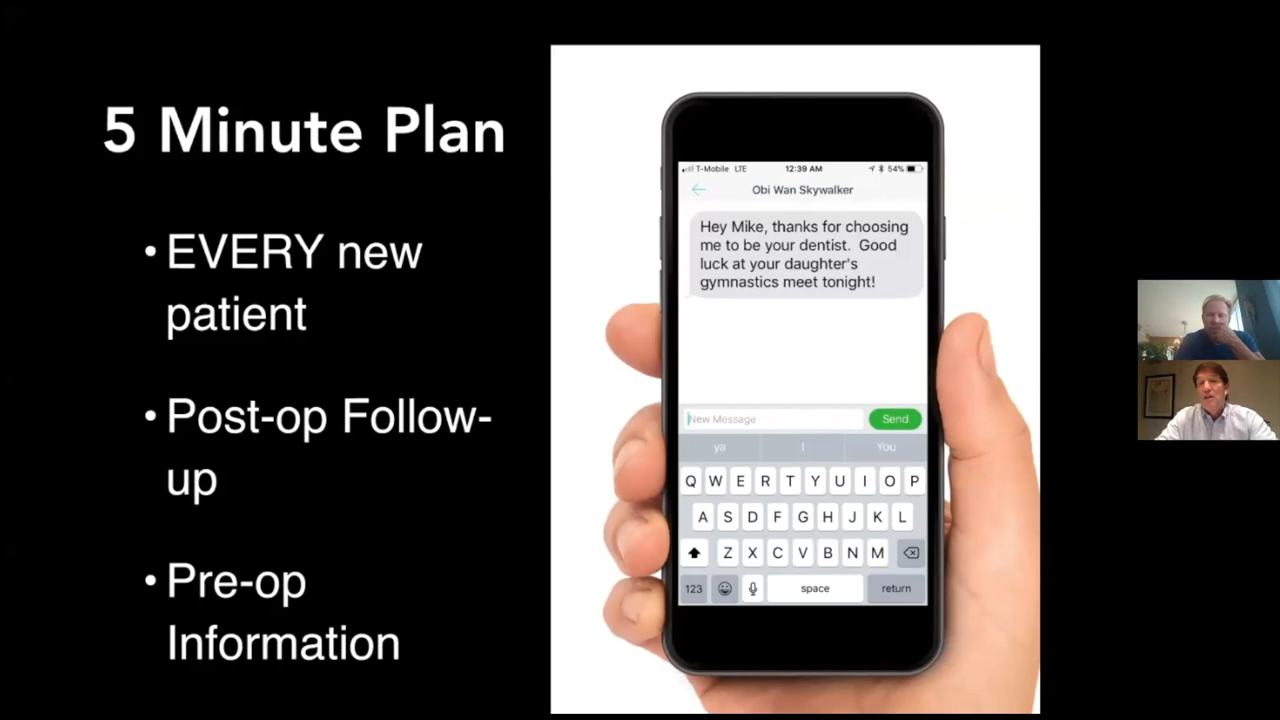 5 Minute Plan
• EVERY new
patient
• Post-op Follow-
up
• Pre-op
Information
T-Mobile LTE 12:39 AM 54%
Obi Wan Skywalker
Hey Mike, thanks for choosing
me to be your dentist. Good
luck at your daughter's
gymnastics meet tonight!
New Message Send
ya I You
Q W E R T Y U I O P
A S D F G H J K L
Z X C V B N M
123 space return